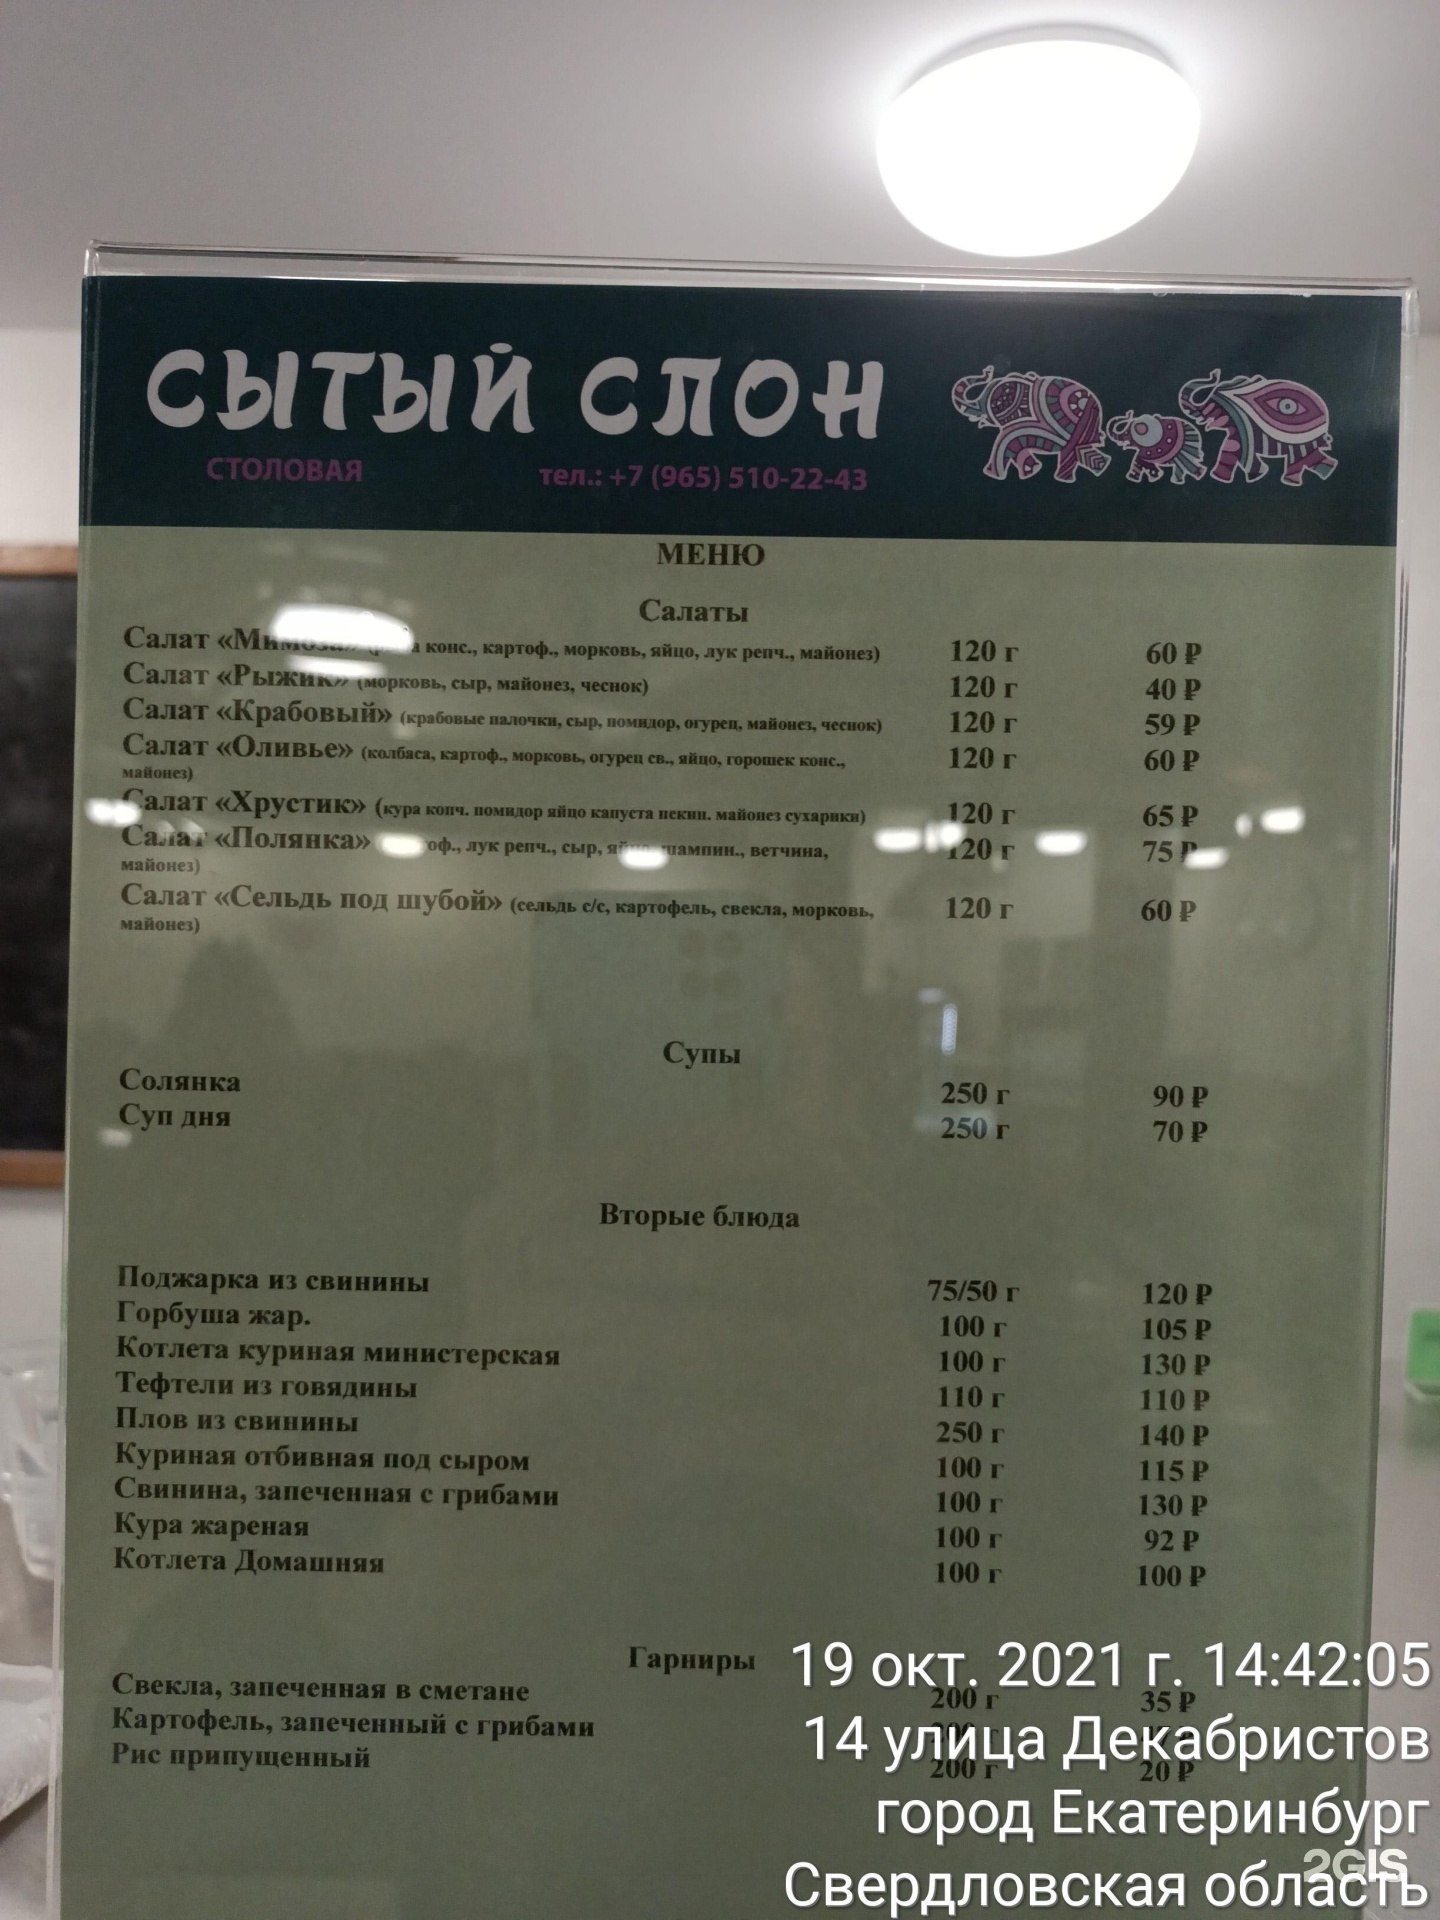 СЫТЫЙ СЛОН
СТОЛОВАЯ тел.: +7 (965) 510-22-43
МЕНЮ
Салаты
Салат «Мимоза» конс., картоф., морковь, яйцо, лук репч., майонез) 120 г 60 ₽
Салат «Рыжик» (морковь, сыр, майонез, чеснок) 120 г 40 ₽
Салат «Крабовый» (крабовые палочки, сыр, помидор, огурец, майонез, чеснок) 120 г 59 ₽
Салат «Оливье» (колбаса, картоф., морковь, огурец св., яйцо, горошек конс., 120 г 60 ₽
майонез)
Салат «Хрустик» (кура копч. помидор яйцо капуста пекин. майонез сухарики) 120 г 65 ₽
Салат «Полянка» лук репч., сыр, ветчина, 120 г 75 ₽
майонез)
Салат «Сельдь под шубой» (сельдь с/с, картофель, свекла, морковь, 120 г 60 ₽
майонез)
Супы
Солянка 250 г 90 ₽
Суп дня 250 г 70 ₽
Вторые блюда
Поджарка из свинины 75/50 г 120 ₽
Горбуша жар. 100 г 105 ₽
Котлета куриная министерская 100 г 130 ₽
Тефтели из говядины 110 г 110 ₽
Плов из свинины 250 г 140 ₽
Куриная отбивная под сыром 100 г 115 ₽
Свинина, запеченная с грибами 100 г 130 ₽
Кура жареная 100 г 92 ₽
Котлета Домашняя 100 г 100 ₽
Гарниры
Свекла, запеченная в сметане 200 г 35 ₽
Картофель, запеченный с грибами
Рис припущенный 200 г 20 ₽
19 окт. 2021 г. 14:42:05
14 улица Декабристов
город Екатеринбург
Свердловская область
2GIS